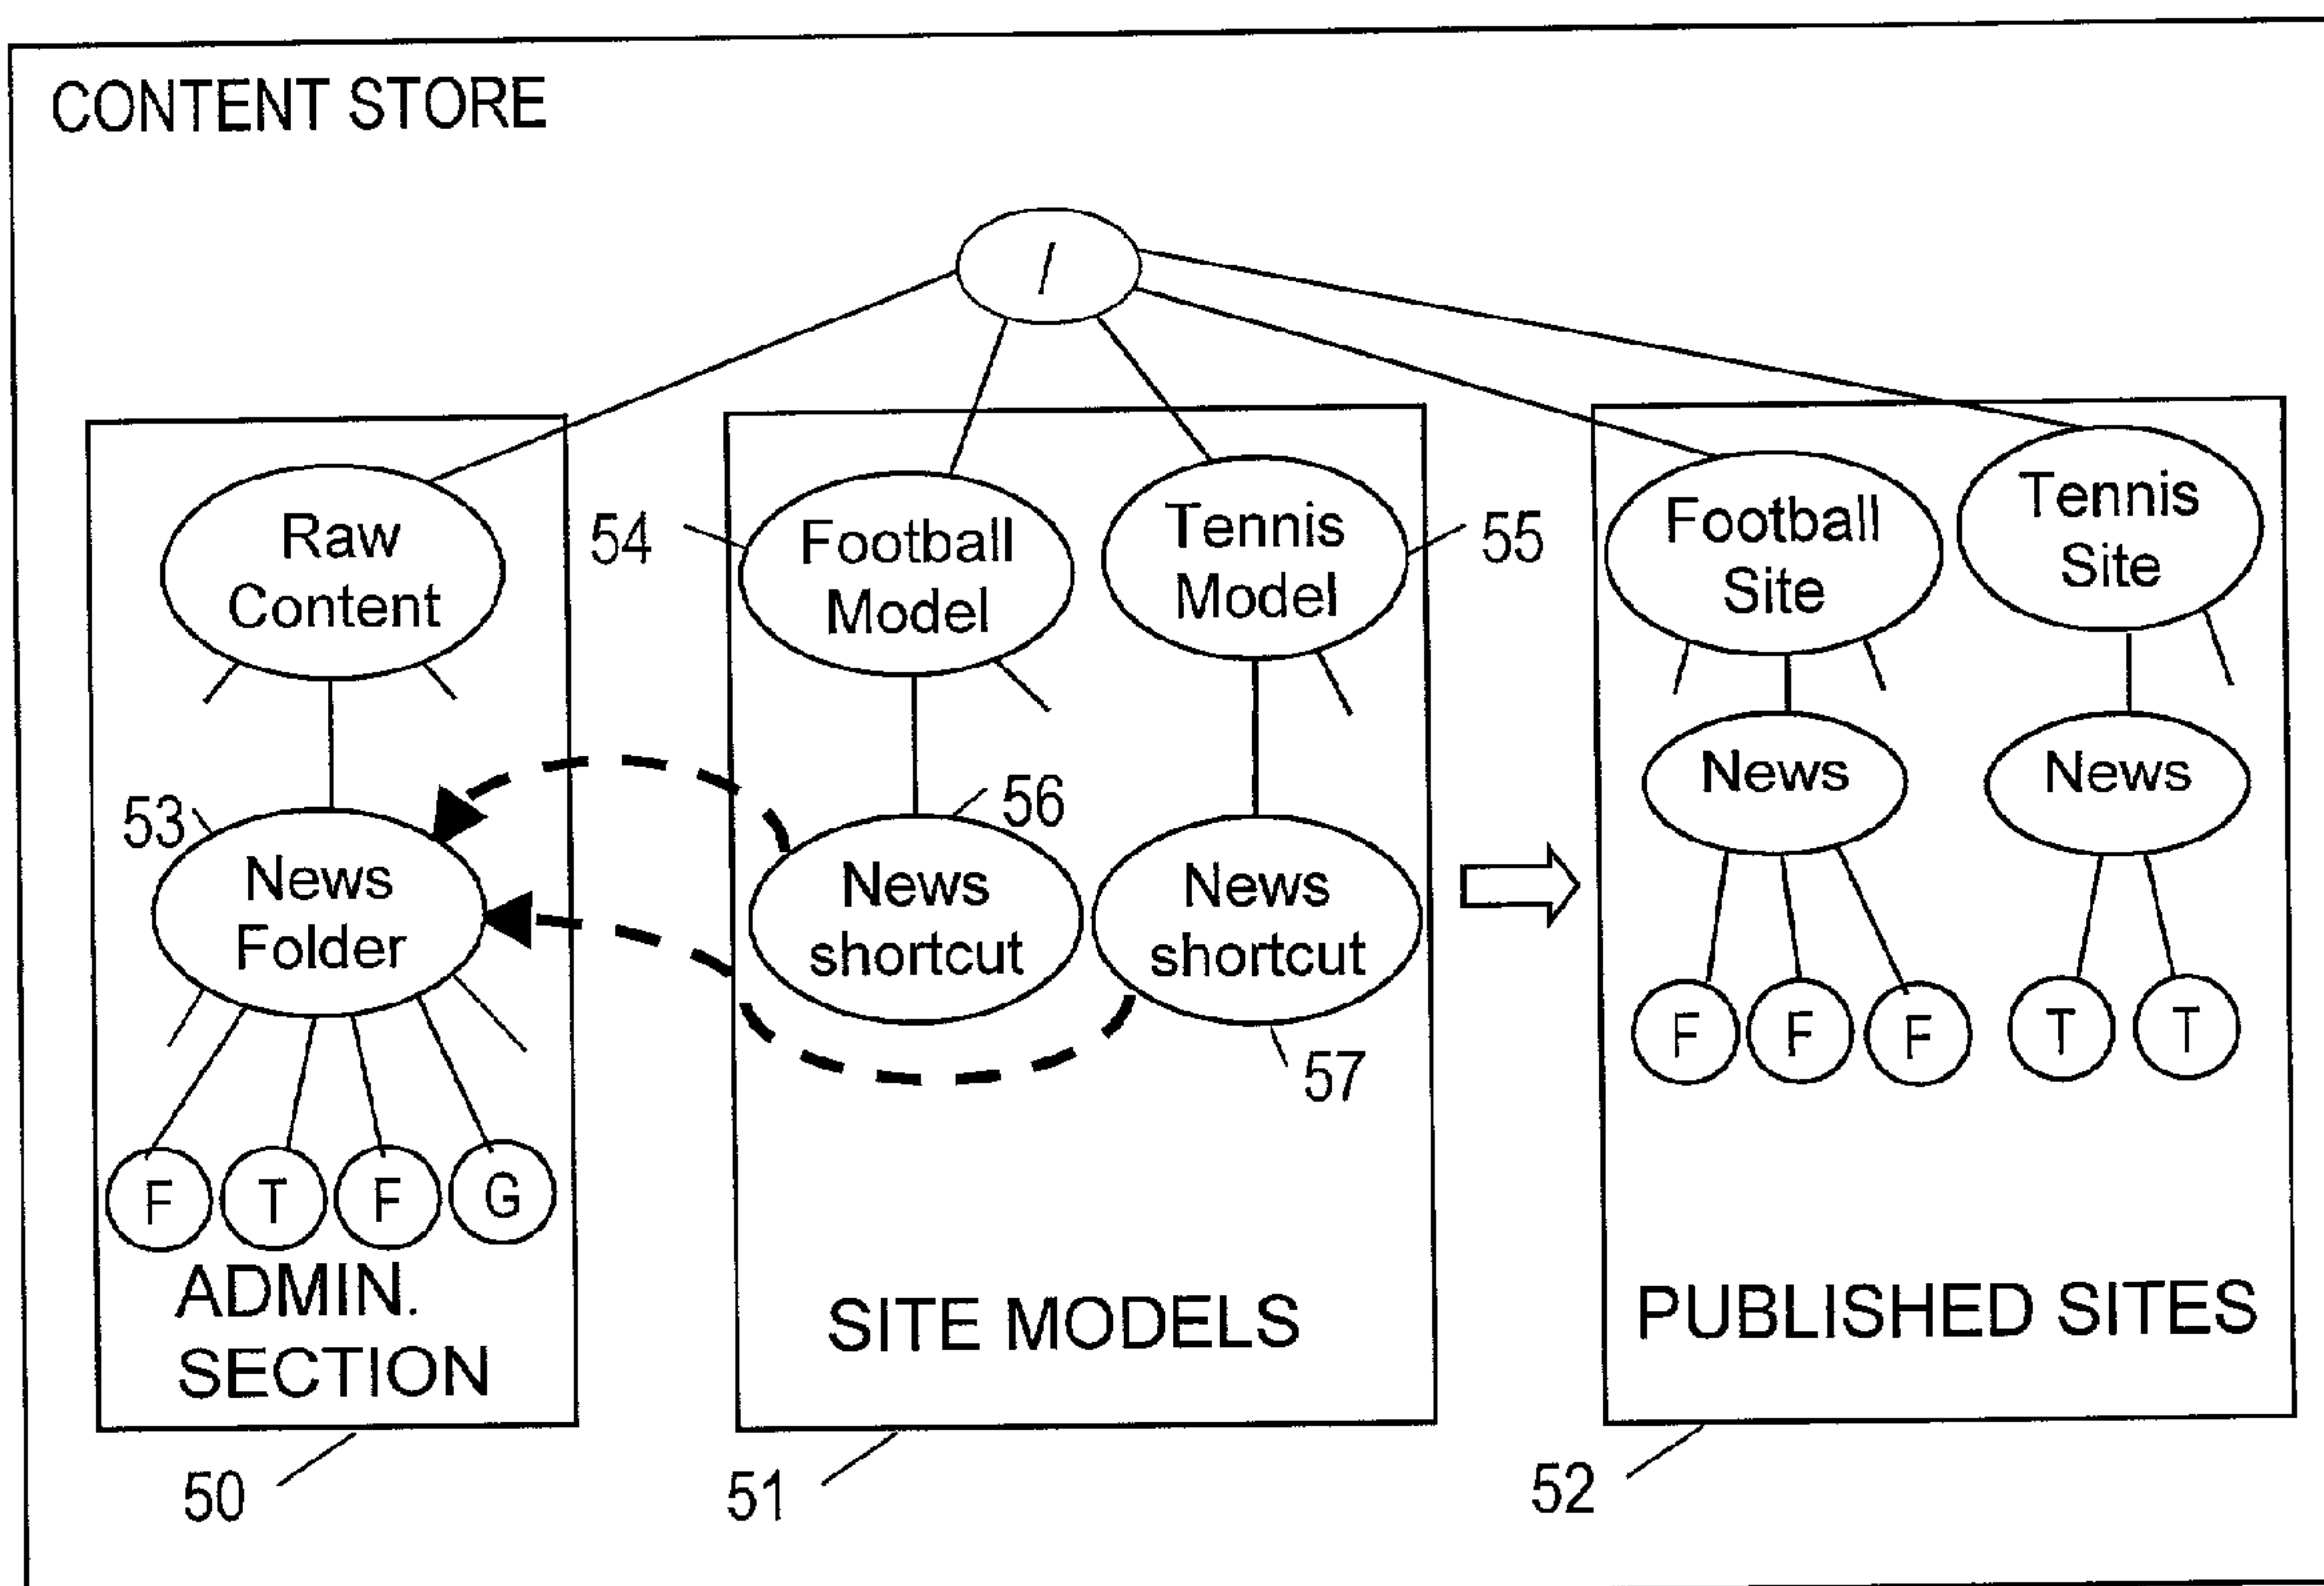 CONTENT STORE
/
Raw
Content
54
Football
Model
Tennis
Model
55
Football
Site
Tennis
Site
53
News
Folder
56
News
shortcut
News
shortcut
57
News
News
F
F
F
T
T
F
T
F
G
ADMIN.
SECTION
SITE MODELS
PUBLISHED SITES
50
51
52